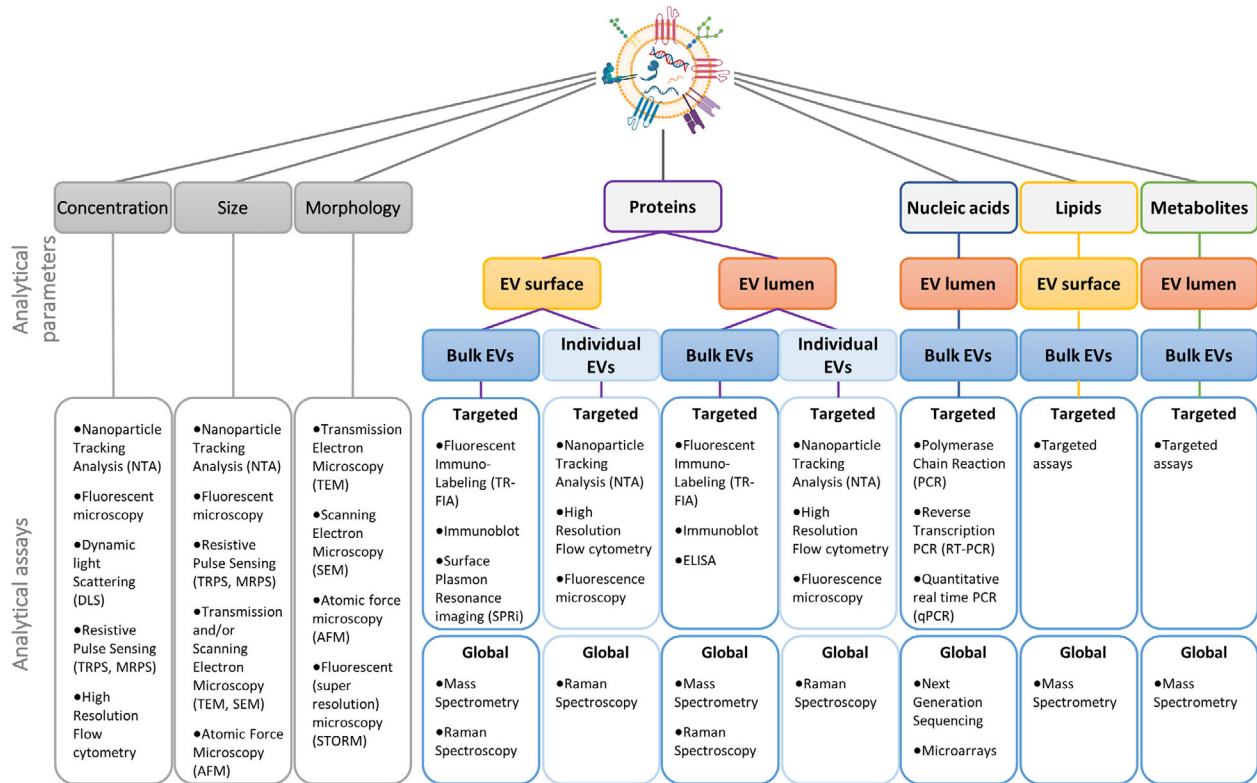 Concentration
Size
Morphology
Proteins
Nucleic acids
Lipids
Metabolites
Analytical
parameters
EV surface
EV lumen
EV lumen
EV surface
EV lumen
Bulk EVs
Individual
EVs
Bulk EVs
Individual
EVs
Bulk EVs
Bulk EVs
Bulk EVs
Analytical assays
●Nanoparticle
Tracking
Analysis (NTA)
●Fluorescent
microscopy
●Dynamic
light
Scattering
(DLS)
●Resistive
Pulse Sensing
(TRPS, MRPS)
●High
Resolution
Flow
cytometry
●Nanoparticle
Tracking
Analysis (NTA)
●Fluorescent
microscopy
●Resistive
Pulse Sensing
(TRPS, MRPS)
●Transmission
and/or
Scanning
Electron
Microscopy
(TEM, SEM)
●Atomic Force
Microscopy
(AFM)
●Transmission
Electron
Microscopy
(TEM)
●Scanning
Electron
Microscopy
(SEM)
●Atomic force
microscopy
(AFM)
●Fluorescent
(super
resolution)
microscopy
(STORM)
Targeted
●Fluorescent
Immuno-
Labeling (TR-
FIA)
●Immunoblot
●Surface
Plasmon
Resonance
imaging (SPRi)
Targeted
●Nanoparticle
Tracking
Analysis (NTA)
●High
Resolution
Flow cytometry
●Fluorescence
microscopy
Targeted
●Fluorescent
Immuno-
Labeling (TR-
FIA)
●Immunoblot
●ELISA
Targeted
●Nanoparticle
Tracking
Analysis (NTA)
●High
Resolution
Flow cytometry
●Fluorescence
microscopy
Targeted
●Polymerase
Chain Reaction
(PCR)
●Reverse
Transcription
PCR (RT-PCR)
●Quantitative
real time PCR
(qPCR)
Targeted
●Targeted
assays
Targeted
●Targeted
assays
Global
●Mass
Spectrometry
●Raman
Spectroscopy
Global
●Raman
Spectroscopy
Global
●Mass
Spectrometry
●Raman
Spectroscopy
Global
●Raman
Spectroscopy
Global
●Next
Generation
Sequencing
●Microarrays
Global
●Mass
Spectrometry
Global
●Mass
Spectrometry